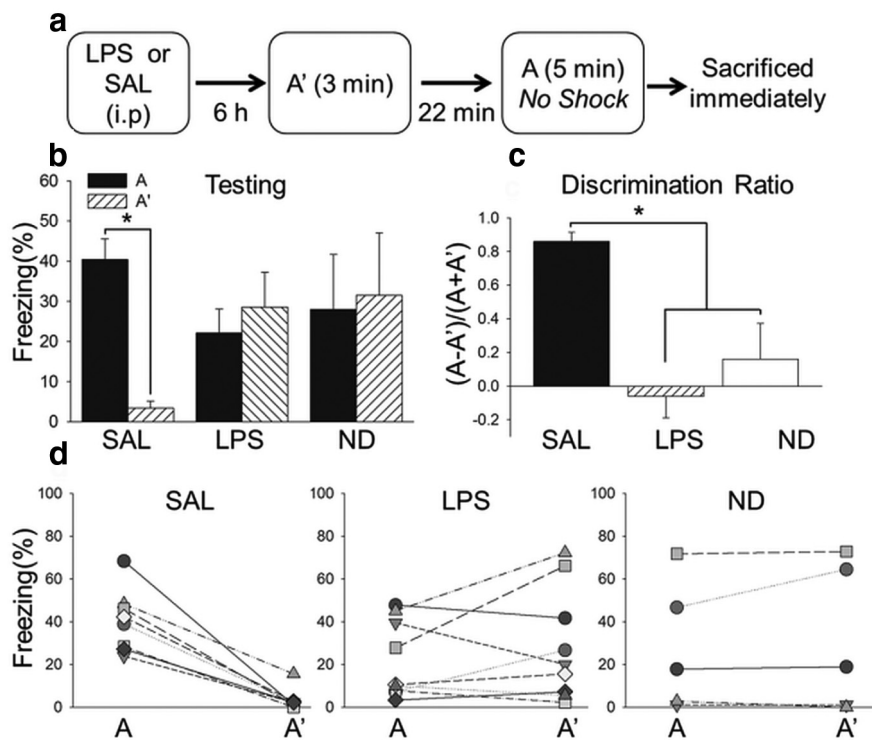 a
LPS or
SAL
(i.p)
6 h
A' (3 min)
22 min
A (5 min)
No Shock
Sacrificed
immediately
b
Testing
A
A'
*
Freezing(%)
60
50
40
30
20
10
0
SAL LPS ND
c
Discrimination Ratio
*
(A-A')/(A+A')
1.0
0.8
0.6
0.4
0.2
0.0
-0.2
SAL LPS ND
d
SAL
Freezing(%)
100
80
60
40
20
0
A A'
LPS
100
80
60
40
20
0
A A'
ND
100
80
60
40
20
0
A A'